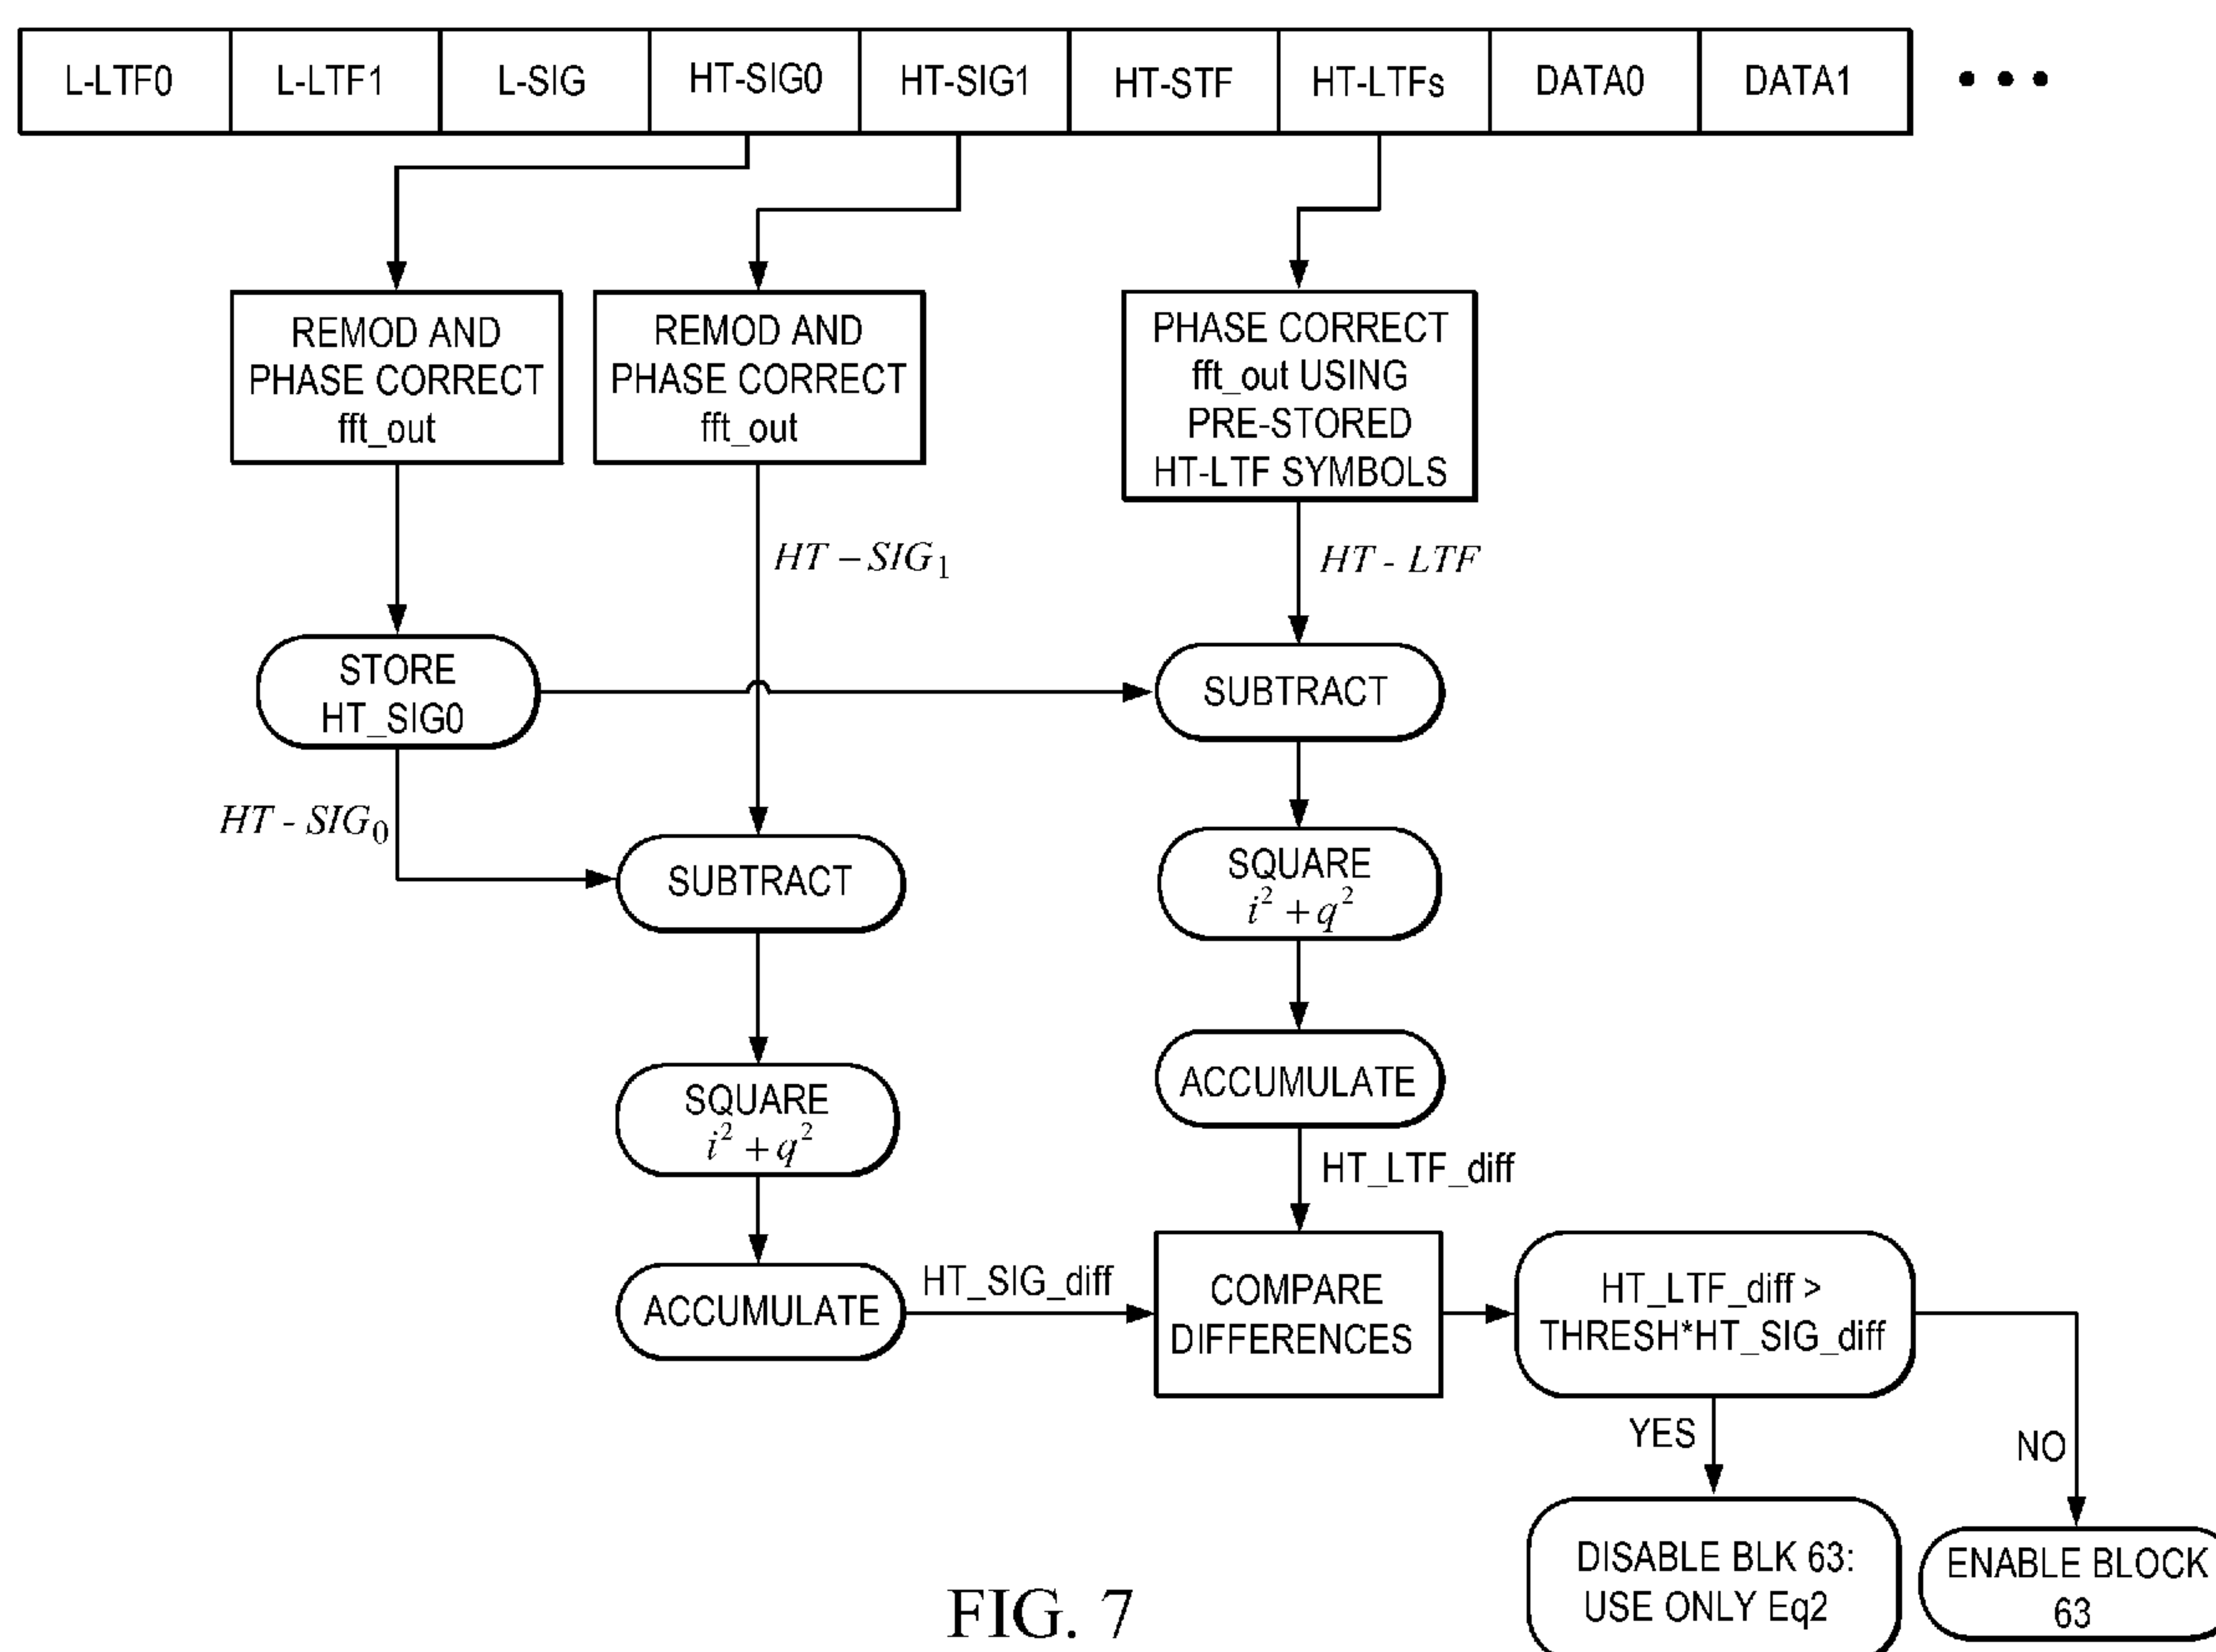 L-LTF0 L-LTF1 L-SIG HT-SIG0 HT-SIG1 HT-STF HT-LTFs DATA0 DATA1 •••
REMOD AND
PHASE CORRECT
fft_out
REMOD AND
PHASE CORRECT
fft_out
PHASE CORRECT
fft_out USING
PRE-STORED
HT-LTF SYMBOLS
HT – SIG₁
HT - LTF
STORE
HT_SIG0
SUBTRACT
HT - SIG₀
SUBTRACT
SQUARE
i² + q²
SQUARE
i² + q²
ACCUMULATE
HT_LTF_diff
ACCUMULATE
HT_SIG_diff
COMPARE
DIFFERENCES
HT_LTF_diff >
THRESH*HT_SIG_diff
YES
NO
DISABLE BLK 63:
USE ONLY Eq2
ENABLE BLOCK
63
FIG. 7